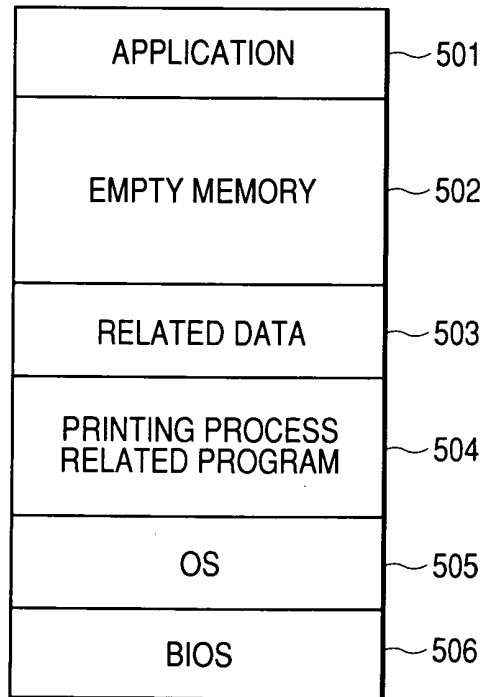 APPLICATION 501
EMPTY MEMORY 502
RELATED DATA 503
PRINTING PROCESS
RELATED PROGRAM 504
OS 505
BIOS 506